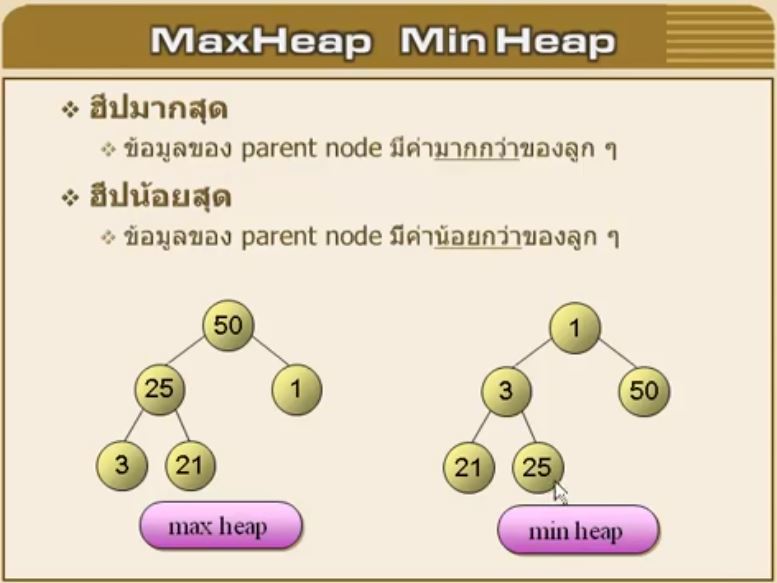 MaxHeap Min Heap
ฮีปมากสุด
ข้อมูลของ parent node มีค่ามากกว่าของลูก ๆ
ฮีปน้อยสุด
ข้อมูลของ parent node มีค่าน้อยกว่าของลูก ๆ
50
25
1
3
21
max heap
1
3
50
21
25
min heap